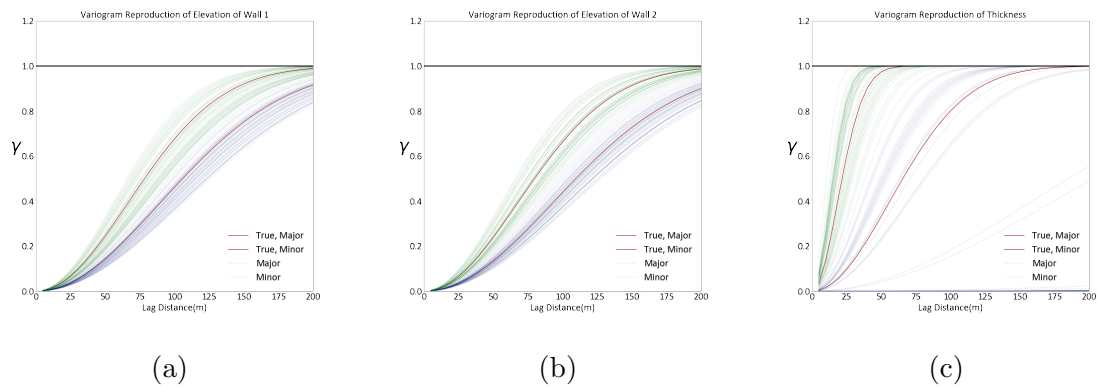 Variogram Reproduction of Elevation of Wall 1
1.2
1.0
0.8
γ
0.6
0.4
0.2
0.0
True, Major
True, Minor
Major
Minor
0 25 50 75 100 125 150 175 200
Lag Distance(m)
(a)
Variogram Reproduction of Elevation of Wall 2
1.2
1.0
0.8
γ
0.6
0.4
0.2
0.0
True, Major
True, Minor
Major
Minor
0 25 50 75 100 125 150 175 200
Lag Distance(m)
(b)
Variogram Reproduction of Thickness
1.2
1.0
0.8
γ
0.6
0.4
0.2
0.0
True, Major
True, Minor
Major
Minor
0 25 50 75 100 125 150 175 200
Lag Distance(m)
(c)